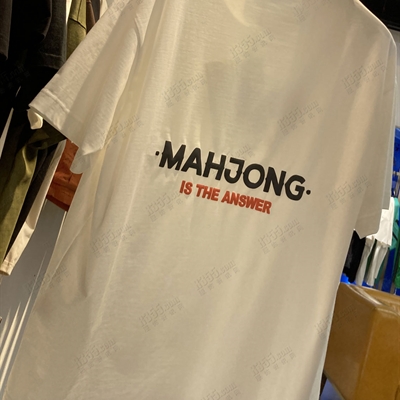 ·MAHJONG·
IS THE ANSWER